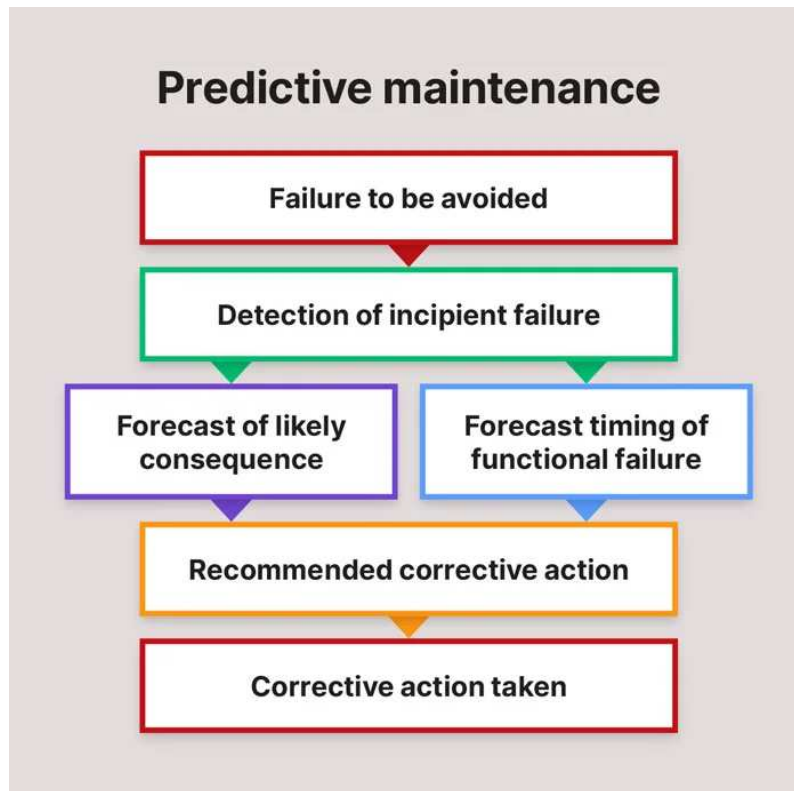 Predictive maintenance
Failure to be avoided
Detection of incipient failure
Forecast of likely
consequence
Forecast timing of
functional failure
Recommended corrective action
Corrective action taken